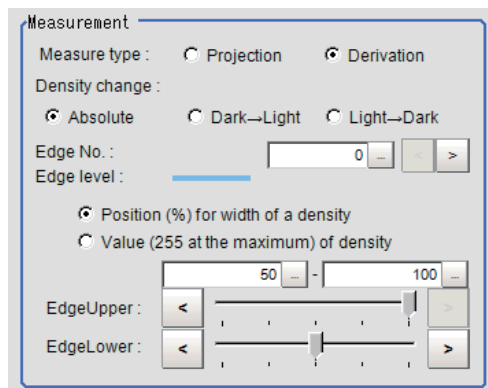 Measurement
Measure type : Projection Derivation
Density change :
Absolute Dark→Light Light→Dark
Edge No. : 0 ... < >
Edge level :
Position (%) for width of a density
Value (255 at the maximum) of density
50 ... - 100 ...
EdgeUpper : < >
EdgeLower : < >